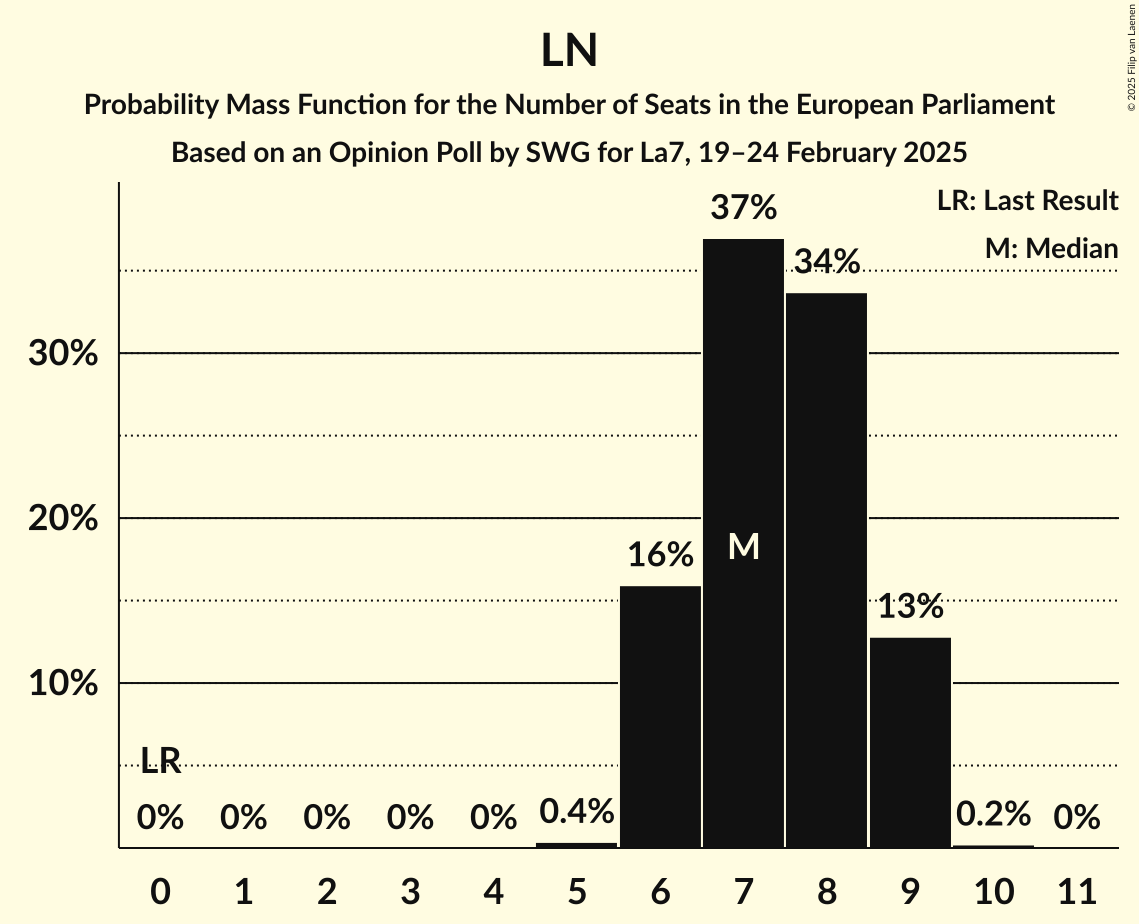 LN
Probability Mass Function for the Number of Seats in the European Parliament
Based on an Opinion Poll by SWG for La7, 19–24 February 2025
© 2025 Filip van Laenen
LR: Last Result
M: Median
37%
34%
30%
20%
16%
M
13%
10%
LR
0%
0%
0%
0%
0%
0.4%
0.2%
0%
0 1 2 3 4 5 6 7 8 9 10 11